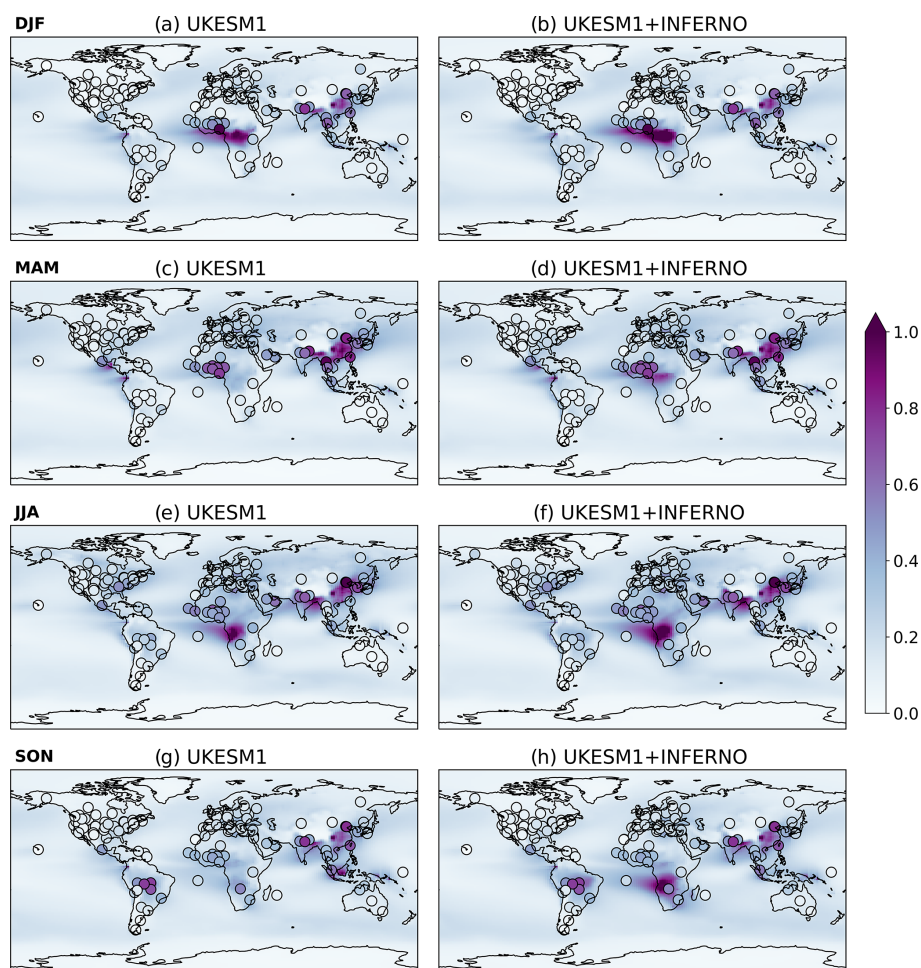 DJF (a) UKESM1 (b) UKESM1+INFERNO
MAM (c) UKESM1 (d) UKESM1+INFERNO
1.0
0.8
0.6
0.4
0.2
0.0
JJA (e) UKESM1 (f) UKESM1+INFERNO
SON (g) UKESM1 (h) UKESM1+INFERNO